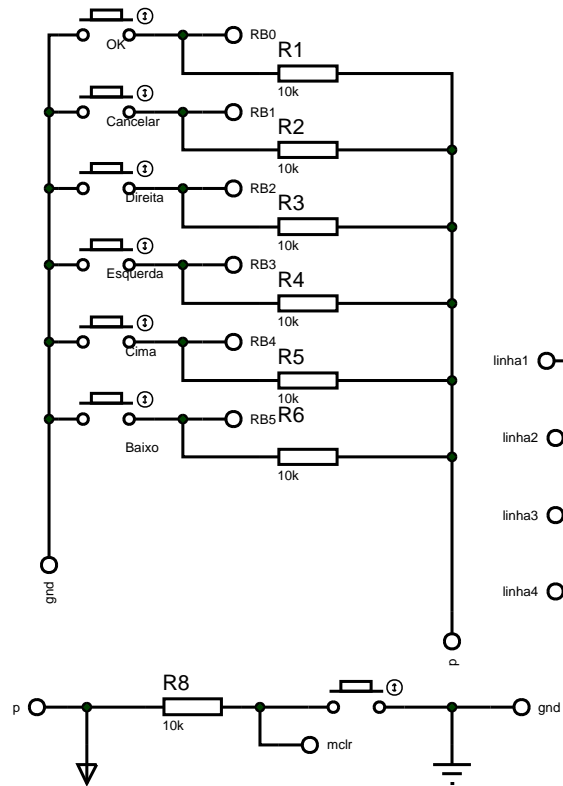 OK
RB0
R1
10k
Cancelar
RB1
R2
10k
Direita
RB2
R3
10k
Esquerda
RB3
R4
10k
Cima
RB4
R5
10k
Baixo
RB5
R6
10k
linha1
linha2
linha3
linha4
gnd
p
p
R8
10k
mclr
gnd